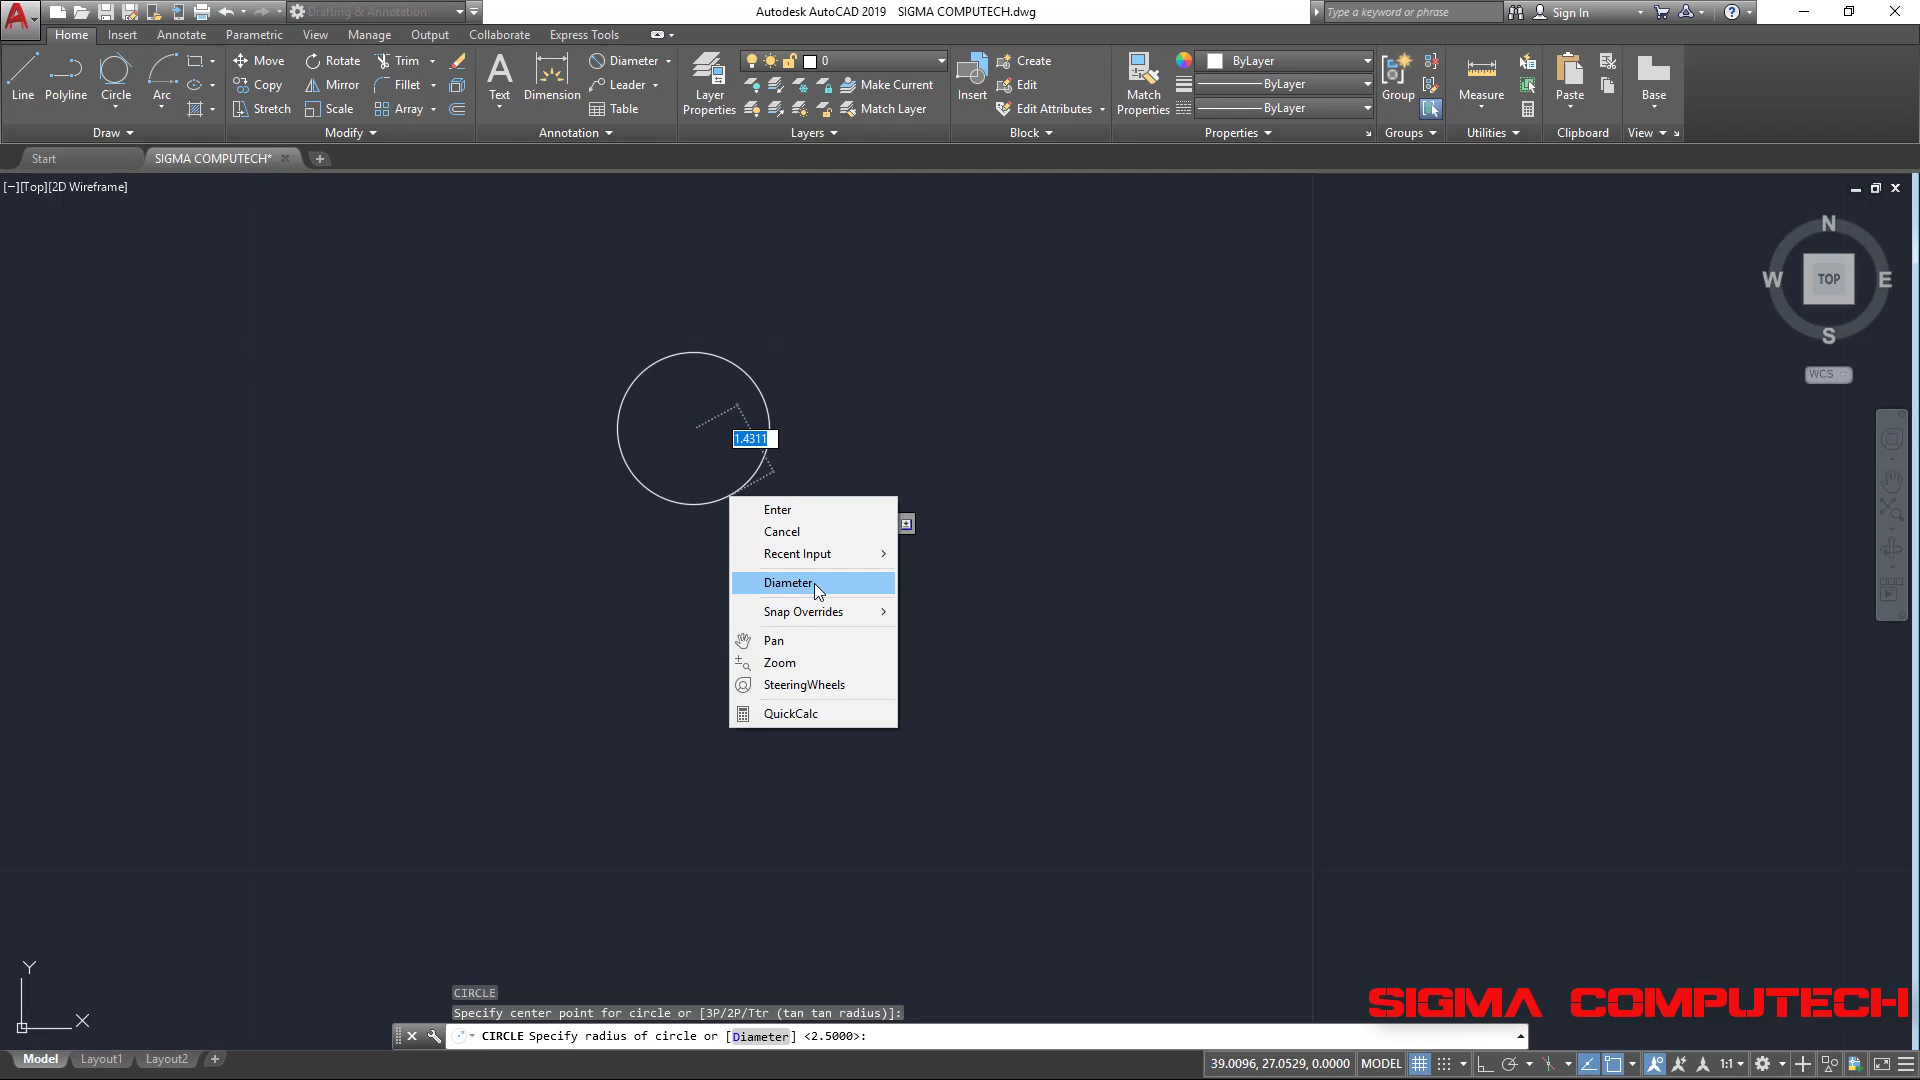 Drafting & Annotation
Autodesk AutoCAD 2019 SIGMA COMPUTECH.dwg
Type a keyword or phrase
Sign In
Home Insert Annotate Parametric View Manage Output Collaborate Express Tools
Line Polyline Circle Arc
Move Rotate Trim
Copy Mirror Fillet
Stretch Scale Array
Text Dimension
Diameter
Leader
Table
Layer Properties
0
Make Current
Match Layer
Insert
Create
Edit
Edit Attributes
Match Properties
ByLayer
ByLayer
ByLayer
Group
Measure
Paste
Base
Draw Modify Annotation Layers Block Properties Groups Utilities Clipboard View
Start SIGMA COMPUTECH*
[−][Top][2D Wireframe]
N
W TOP E
S
WCS
1.4311
Enter
Cancel
Recent Input
Diameter
Snap Overrides
Pan
Zoom
SteeringWheels
QuickCalc
Y
X
CIRCLE
Specify center point for circle or [3P/2P/Ttr (tan tan radius)]:
CIRCLE Specify radius of circle or [Diameter] <2.5000>:
SIGMA COMPUTECH
Model Layout1 Layout2
39.0096, 27.0529, 0.0000 MODEL 1:1